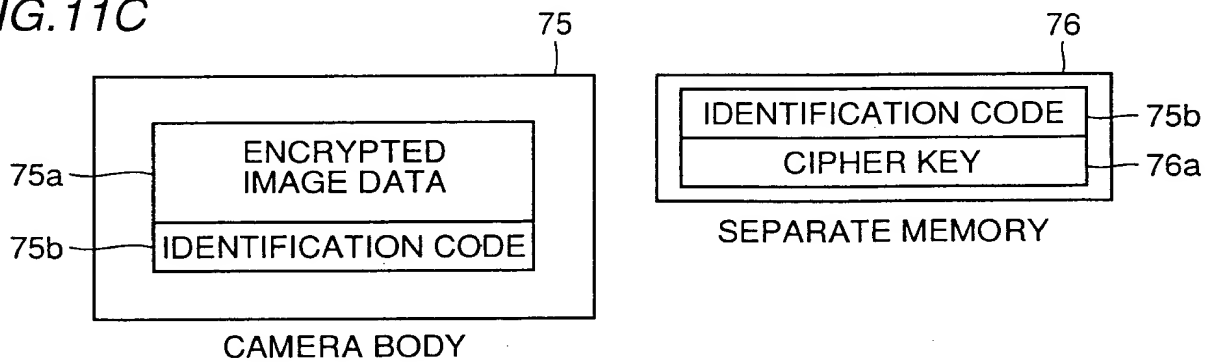 IG.11C
75
75a
ENCRYPTED
IMAGE DATA
75b
IDENTIFICATION CODE
CAMERA BODY
76
IDENTIFICATION CODE
75b
CIPHER KEY
76a
SEPARATE MEMORY